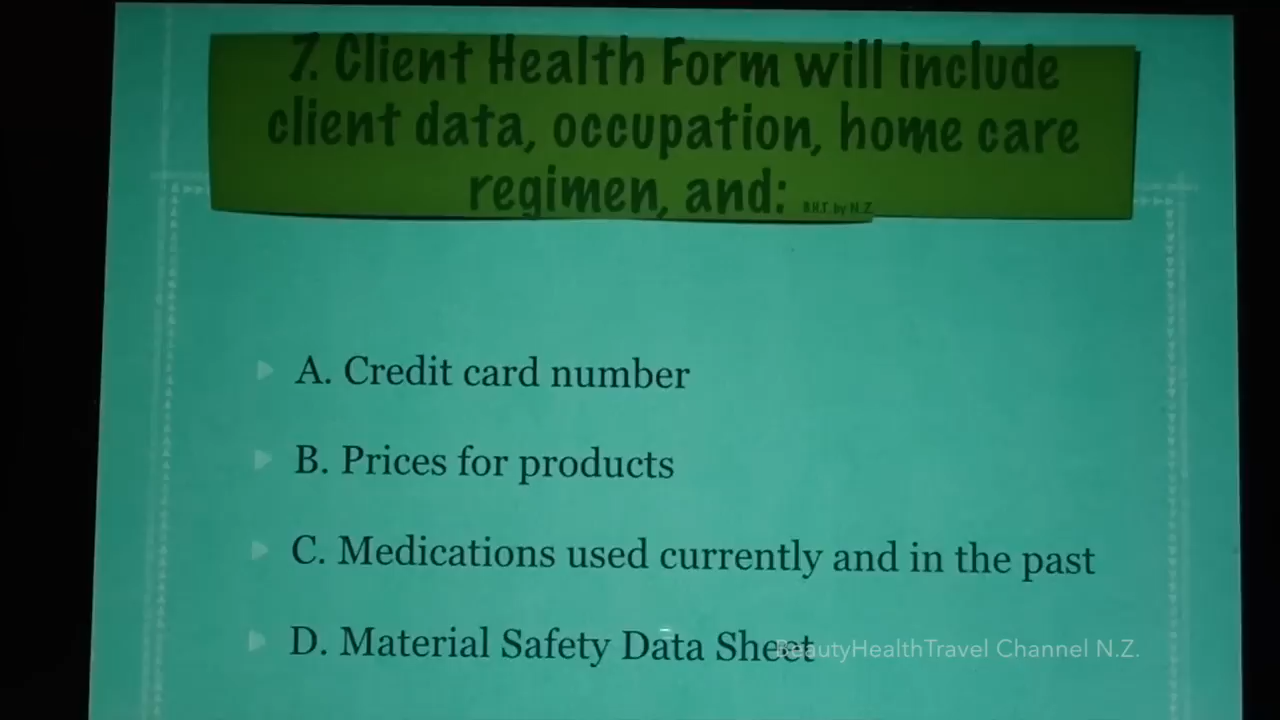 7. Client Health Form will include
client data, occupation, home care
regimen, and: B.H.T. by N.Z.
A. Credit card number
B. Prices for products
C. Medications used currently and in the past
D. Material Safety Data Sheet
BeautyHealthTravel Channel N.Z.